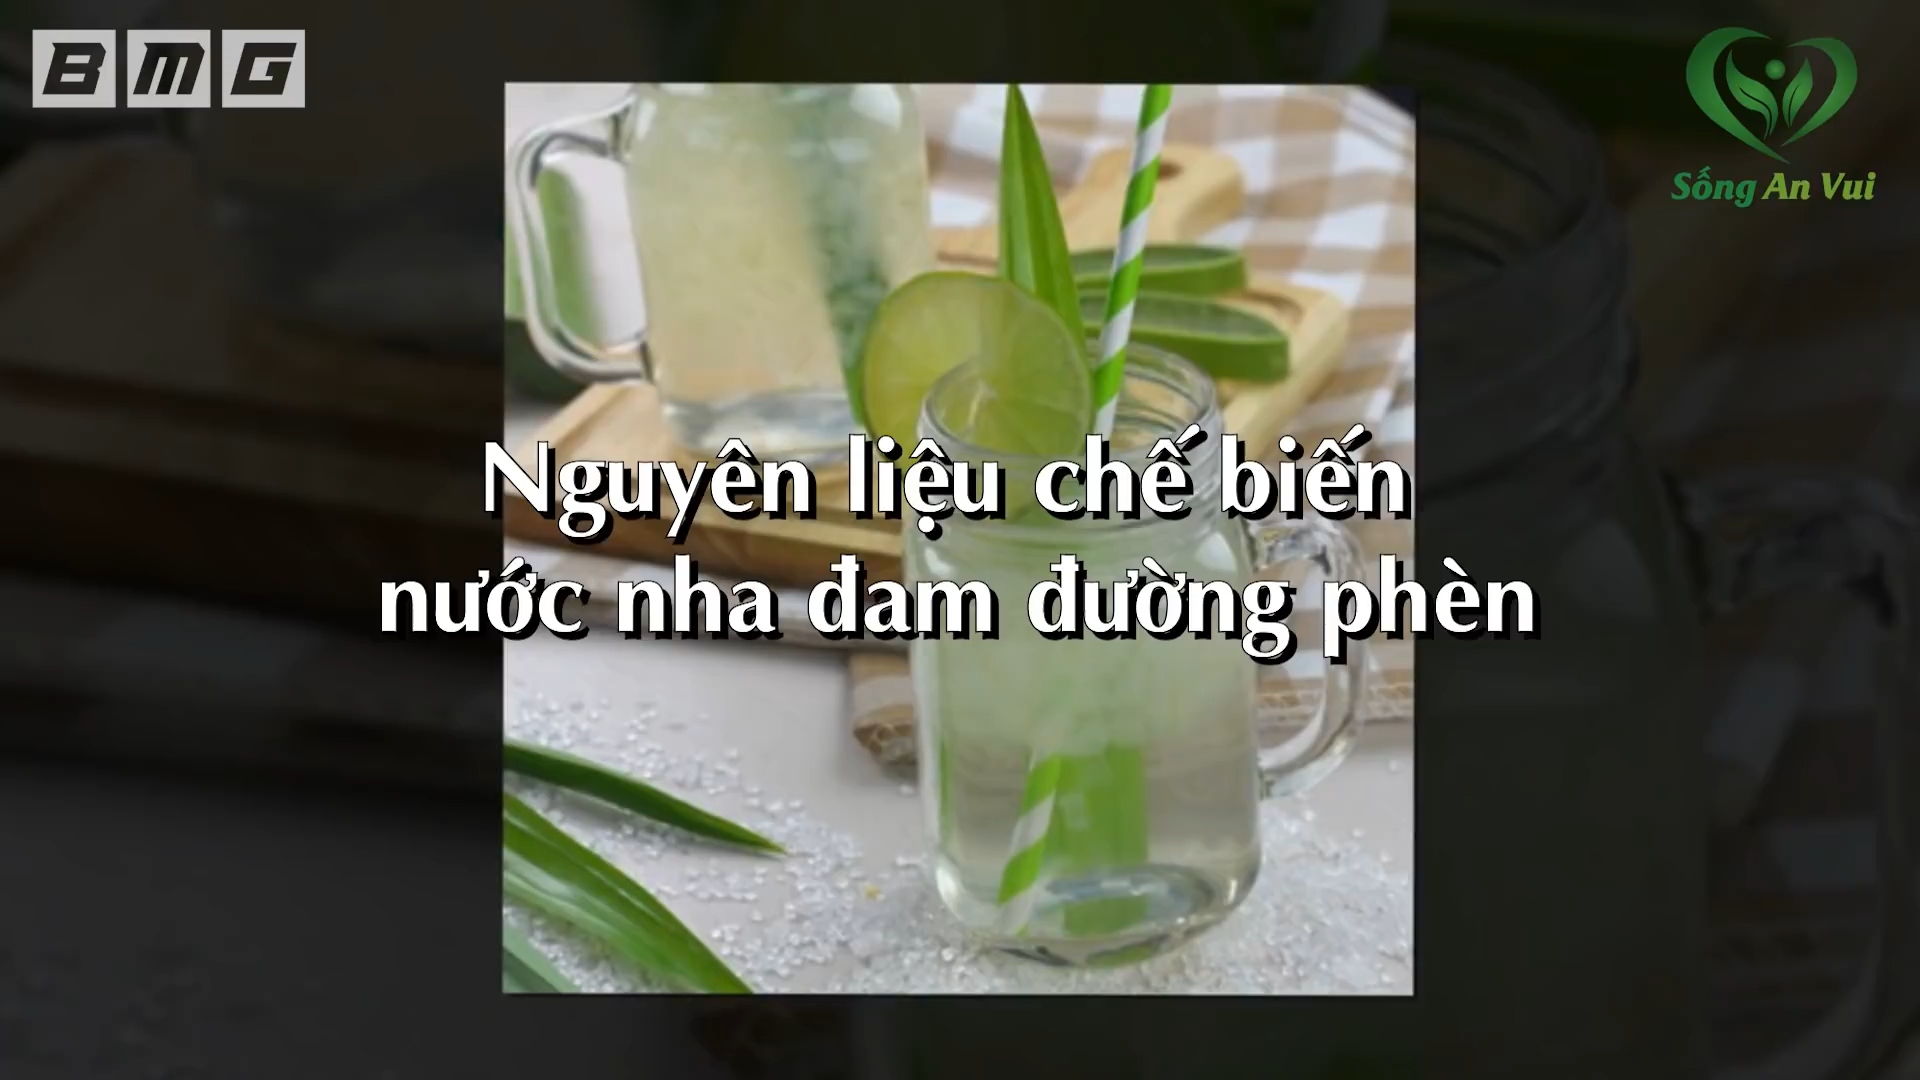 BMG
Sống An Vui
Nguyên liệu chế biến
nước nha đam đường phèn